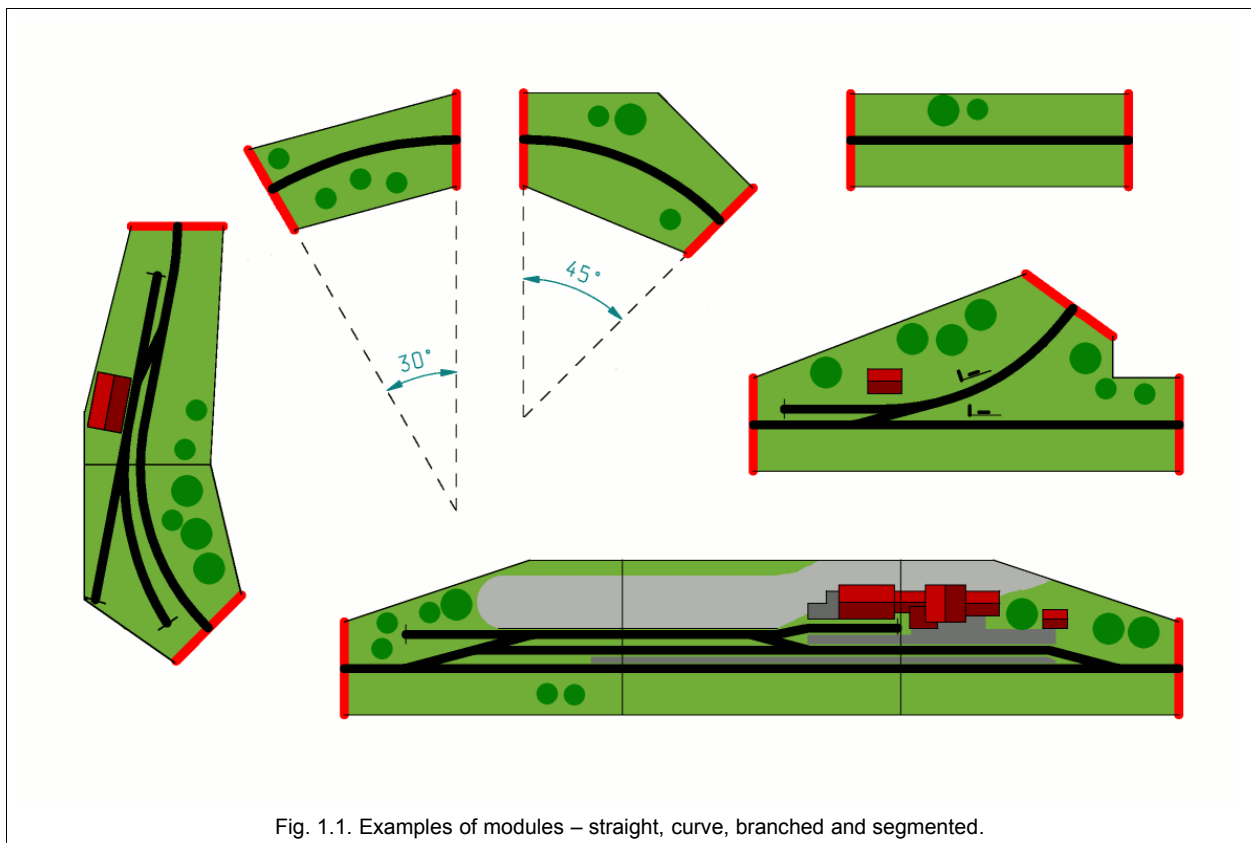 45°
30°
Fig. 1.1. Examples of modules – straight, curve, branched and segmented.